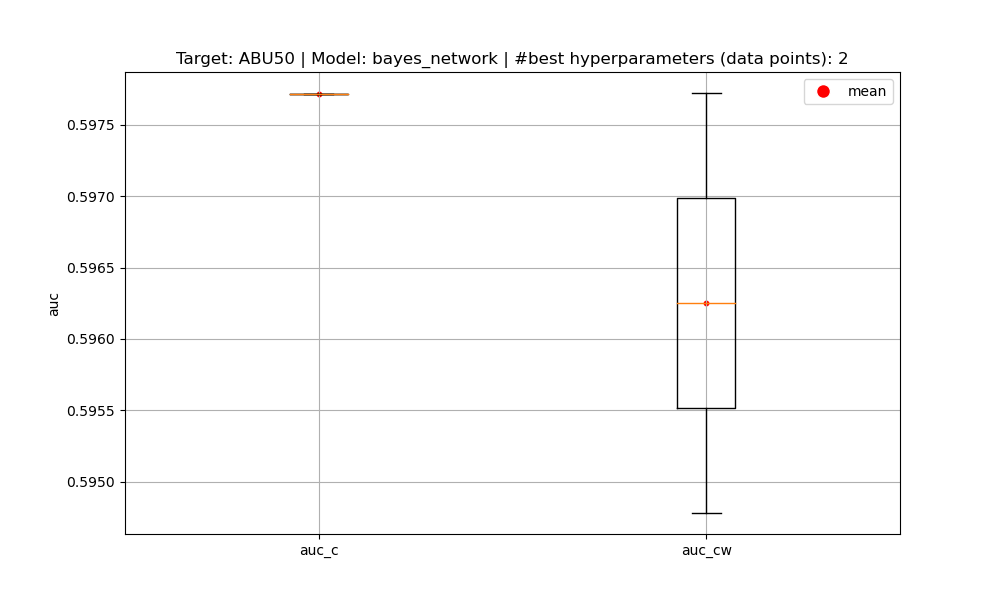 Target: ABU50 | Model: bayes_network | #best hyperparameters (data points): 2
mean
0.5975
0.5970
0.5965
0.5960
0.5955
0.5950
auc
auc_c
auc_cw